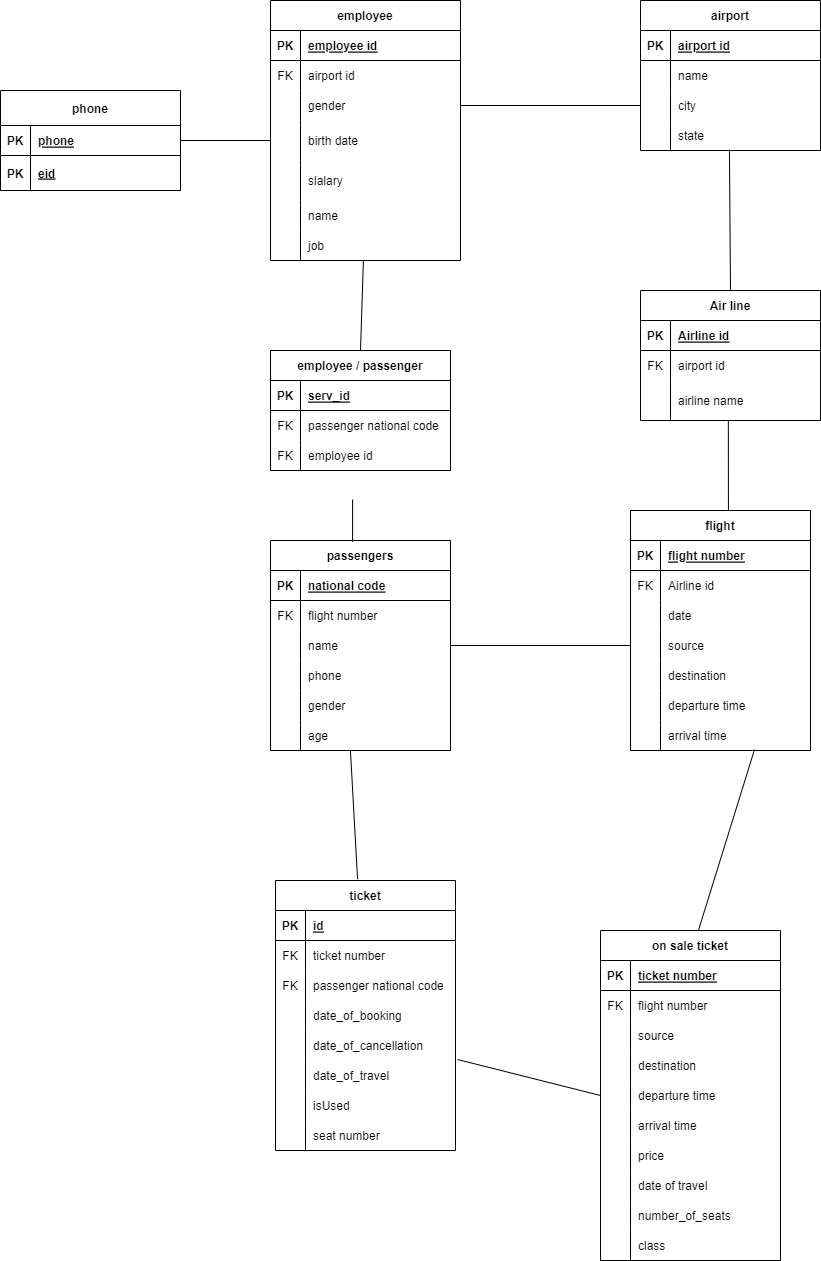 employee
PK employee id
FK airport id
gender
birth date
slalary
name
job
airport
PK airport id
name
city
state
phone
PK phone
PK eid
Air line
PK Airline id
FK airport id
airline name
employee / passenger
PK serv_id
FK passenger national code
FK employee id
passengers
PK national code
FK flight number
name
phone
gender
age
flight
PK flight number
FK Airline id
date
source
destination
departure time
arrival time
ticket
PK id
FK ticket number
FK passenger national code
date_of_booking
date_of_cancellation
date_of_travel
isUsed
seat number
on sale ticket
PK ticket number
FK flight number
source
destination
departure time
arrival time
price
date of travel
number_of_seats
class